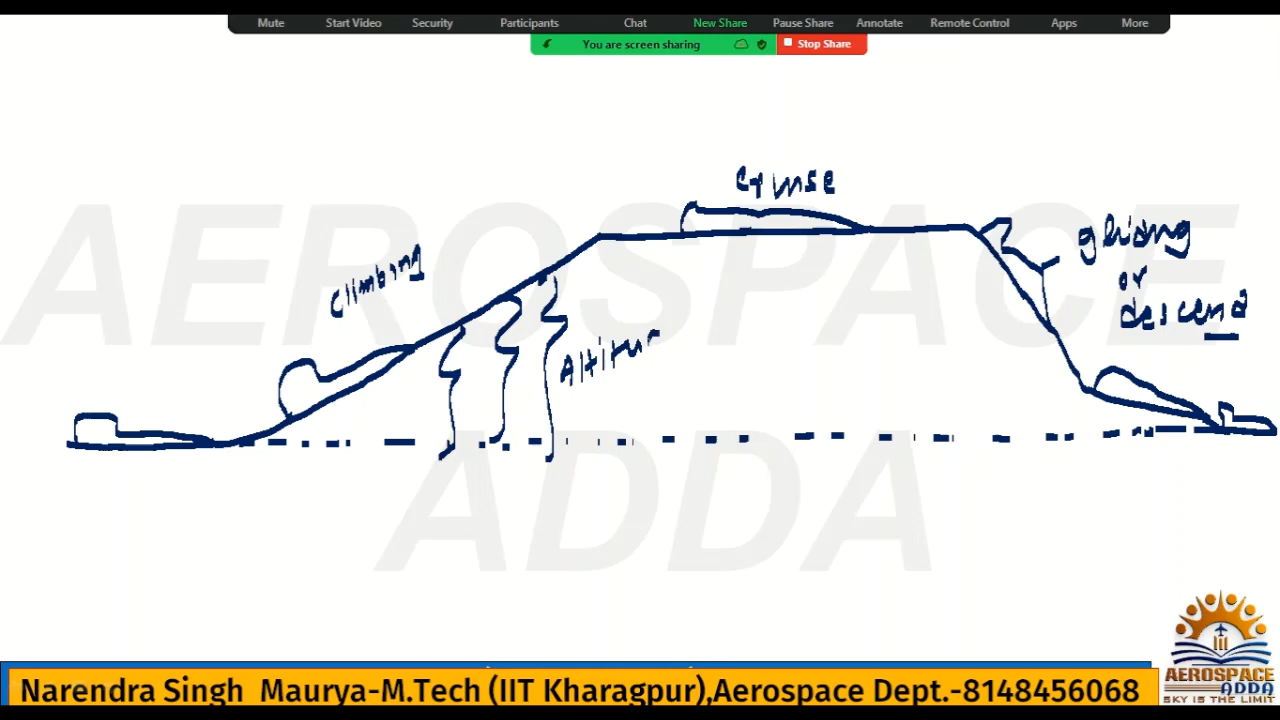 Mute Start Video Security Participants Chat New Share Pause Share Annotate Remote Control Apps More
You are screen sharing Stop Share
AEROSPACE
ADDA
Cruise
Climbing
gliding
or
descend
Altitu
Narendra Singh Maurya-M.Tech (IIT Kharagpur),Aerospace Dept.-8148456068
AEROSPACE
ADDA
SKY IS THE LIMIT